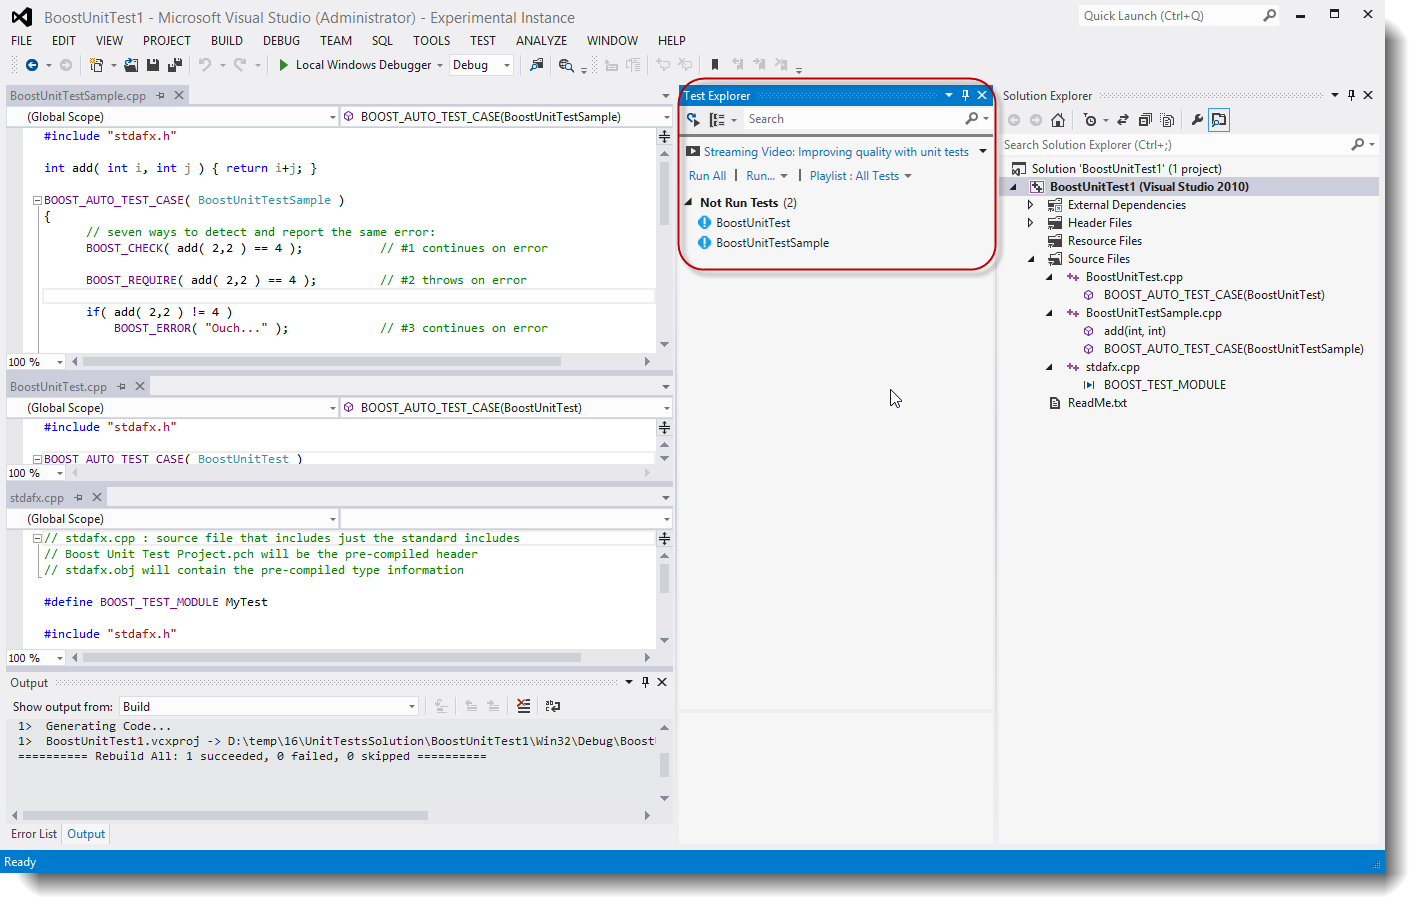 BoostUnitTest1 - Microsoft Visual Studio (Administrator) - Experimental Instance
Quick Launch (Ctrl+Q)
FILE EDIT VIEW PROJECT BUILD DEBUG TEAM SQL TOOLS TEST ANALYZE WINDOW HELP
Local Windows Debugger Debug
BoostUnitTestSample.cpp
(Global Scope) BOOST_AUTO_TEST_CASE(BoostUnitTestSample)
#include "stdafx.h"
int add( int i, int j ) { return i+j; }
BOOST_AUTO_TEST_CASE( BoostUnitTestSample )
{
// seven ways to detect and report the same error:
BOOST_CHECK( add( 2,2 ) == 4 ); // #1 continues on error
BOOST_REQUIRE( add( 2,2 ) == 4 ); // #2 throws on error
if( add( 2,2 ) != 4 )
BOOST_ERROR( "Ouch..." ); // #3 continues on error
100 %
BoostUnitTest.cpp
(Global Scope) BOOST_AUTO_TEST_CASE(BoostUnitTest)
#include "stdafx.h"
BOOST_AUTO_TEST_CASE( BoostUnitTest )
100 %
stdafx.cpp
(Global Scope)
// stdafx.cpp : source file that includes just the standard includes
// Boost Unit Test Project.pch will be the pre-compiled header
// stdafx.obj will contain the pre-compiled type information
#define BOOST_TEST_MODULE MyTest
#include "stdafx.h"
100 %
Output
Show output from: Build
1> Generating Code...
1> BoostUnitTest1.vcxproj -> D:\temp\16\UnitTestsSolution\BoostUnitTest1\Win32\Debug\Boost
========== Rebuild All: 1 succeeded, 0 failed, 0 skipped ==========
Error List Output
Test Explorer
Search
Streaming Video: Improving quality with unit tests
Run All | Run... | Playlist : All Tests
Not Run Tests (2)
BoostUnitTest
BoostUnitTestSample
Solution Explorer
Search Solution Explorer (Ctrl+;)
Solution 'BoostUnitTest1' (1 project)
BoostUnitTest1 (Visual Studio 2010)
External Dependencies
Header Files
Resource Files
Source Files
BoostUnitTest.cpp
BOOST_AUTO_TEST_CASE(BoostUnitTest)
BoostUnitTestSample.cpp
add(int, int)
BOOST_AUTO_TEST_CASE(BoostUnitTestSample)
stdafx.cpp
BOOST_TEST_MODULE
ReadMe.txt
Ready